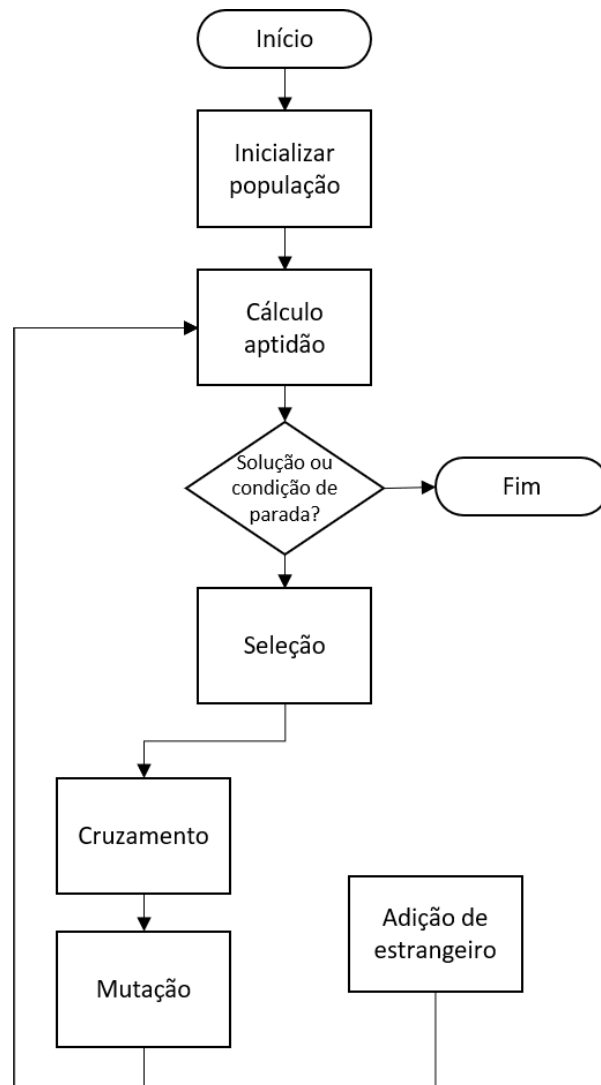 Início
Inicializar
população
Cálculo
aptidão
Solução ou
condição de
parada?
Fim
Seleção
Cruzamento
Adição de
estrangeiro
Mutação